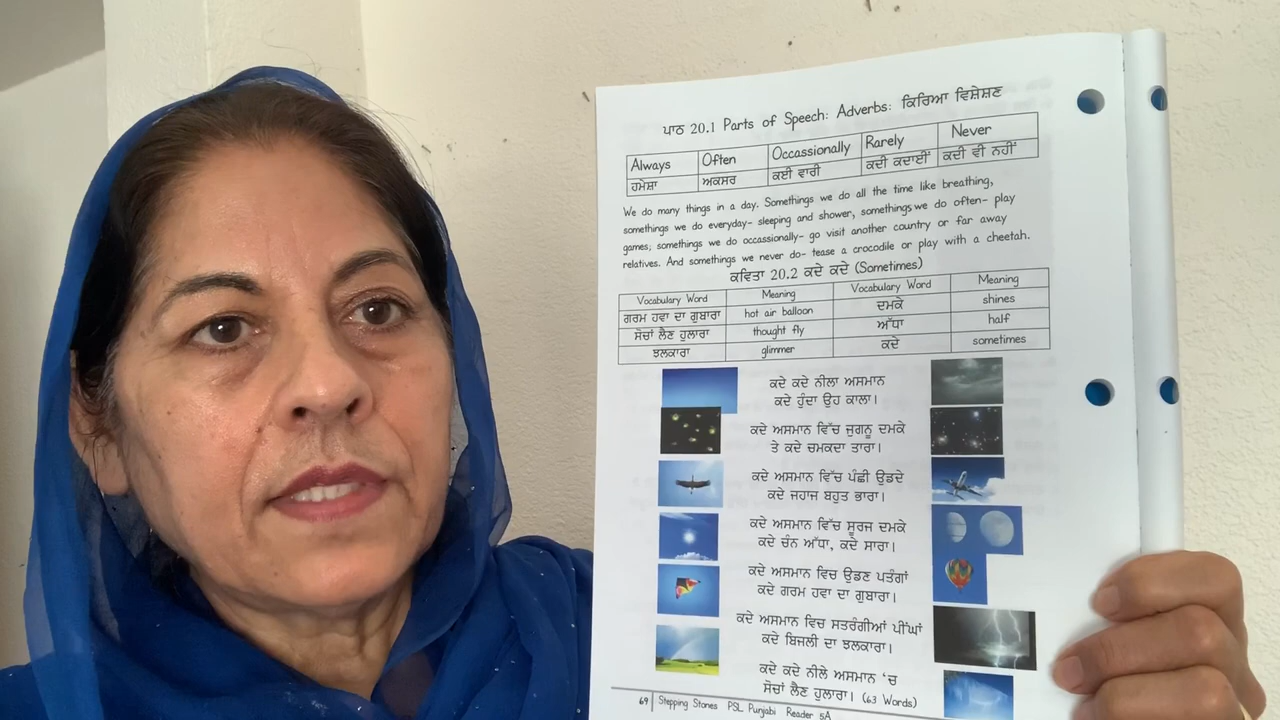 ਪਾਠ 20.1 Parts of Speech: Adverbs: ਕਿਰਿਆ ਵਿਸ਼ੇਸ਼ਣ
Always Often Occassionally Rarely Never
ਹਮੇਸ਼ਾ ਅਕਸਰ ਕਈ ਵਾਰੀ ਕਦੀ ਕਦਾਈਂ ਕਦੀ ਵੀ ਨਹੀਂ
We do many things in a day. Somethings we do all the time like breathing,
somethings we do everyday- sleeping and shower, somethings we do often- play
games, somethings we do occassionally- go visit another country or far away
relatives. And somethings we never do- tease a crocodile or play with a cheetah.
ਕਵਿਤਾ 20.2 ਕਦੇ ਕਦੇ (Sometimes)
Vocabulary Word Meaning Vocabulary Word Meaning
ਗਰਮ ਹਵਾ ਦਾ ਗੁਬਾਰਾ hot air balloon ਦਮਕੇ shines
ਸੋਚਾਂ ਲੈਣ ਹੁਲਾਰਾ thought fly ਅੱਧਾ half
ਝਲਕਾਰਾ glimmer ਕਦੇ sometimes
ਕਦੇ ਕਦੇ ਨੀਲਾ ਅਸਮਾਨ
ਕਦੇ ਹੁੰਦਾ ਉਹ ਕਾਲਾ।
ਕਦੇ ਅਸਮਾਨ ਵਿੱਚ ਜੁਗਨੂ ਦਮਕੇ
ਤੇ ਕਦੇ ਚਮਕਦਾ ਤਾਰਾ।
ਕਦੇ ਅਸਮਾਨ ਵਿੱਚ ਪੰਛੀ ਉਡਦੇ
ਕਦੇ ਜਹਾਜ ਬਹੁਤ ਭਾਰਾ।
ਕਦੇ ਅਸਮਾਨ ਵਿੱਚ ਸੂਰਜ ਦਮਕੇ
ਕਦੇ ਚੰਨ ਅੱਧਾ, ਕਦੇ ਸਾਰਾ।
ਕਦੇ ਅਸਮਾਨ ਵਿਚ ਉਡਣ ਪਤੰਗਾਂ
ਕਦੇ ਗਰਮ ਹਵਾ ਦਾ ਗੁਬਾਰਾ।
ਕਦੇ ਅਸਮਾਨ ਵਿਚ ਸਤਰੰਗੀਆਂ ਪੀਂਘਾਂ
ਕਦੇ ਬਿਜਲੀ ਦਾ ਝਲਕਾਰਾ।
ਕਦੇ ਕਦੇ ਨੀਲੇ ਅਸਮਾਨ 'ਚ
ਸੋਚਾਂ ਲੈਣ ਹੁਲਾਰਾ। (63 Words)
69 | Stepping Stones PSL Punjabi Reader 5A